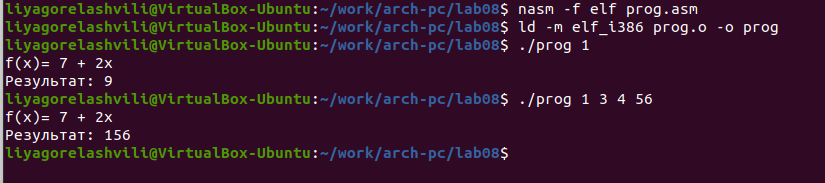 liyagorelashvili@VirtualBox-Ubuntu:~/work/arch-pc/lab08$ nasm -f elf prog.asm
liyagorelashvili@VirtualBox-Ubuntu:~/work/arch-pc/lab08$ ld -m elf_i386 prog.o -o prog
liyagorelashvili@VirtualBox-Ubuntu:~/work/arch-pc/lab08$ ./prog 1
f(x)= 7 + 2x
Результат: 9
liyagorelashvili@VirtualBox-Ubuntu:~/work/arch-pc/lab08$ ./prog 1 3 4 56
f(x)= 7 + 2x
Результат: 156
liyagorelashvili@VirtualBox-Ubuntu:~/work/arch-pc/lab08$